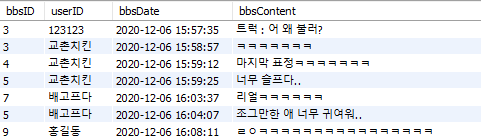 bbsID userID bbsDate bbsContent
3 123123 2020-12-06 15:57:35 트럭 : 어 왜 불러?
3 교촌치킨 2020-12-06 15:58:57 ㅋㅋㅋㅋㅋㅋㅋ
4 교촌치킨 2020-12-06 15:59:12 마지막 표정ㅋㅋㅋㅋㅋㅋㅋ
5 교촌치킨 2020-12-06 15:59:25 너무 슬프다..
7 배고프다 2020-12-06 16:03:37 리얼ㅋㅋㅋㅋㅋㅋ
5 배고프다 2020-12-06 16:04:07 조그만한 애 너무 귀여워..
9 홍길동 2020-12-06 16:08:11 ㄹㅇㅋㅋㅋㅋㅋㅋㅋㅋㅋㅋㅋㅋㅋㅋㅋ